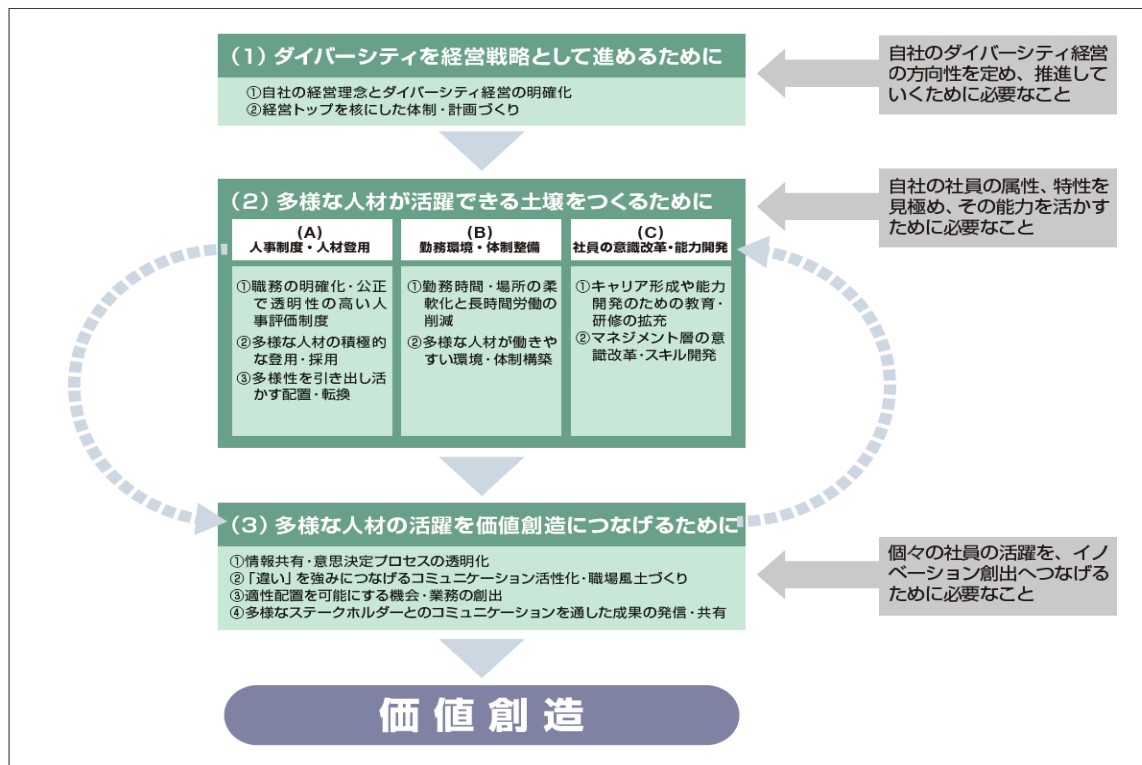 (1)ダイバーシティを経営戦略として進めるために
①自社の経営理念とダイバーシティ経営の明確化
②経営トップを核にした体制・計画づくり
自社のダイバーシティ経営
の方向性を定め、推進して
いくために必要なこと
(2)多様な人材が活躍できる土壌をつくるために
自社の社員の属性、特性を
見極め、その能力を活かす
ために必要なこと
(A)
人事制度・人材登用
①職務の明確化・公正
で透明性の高い人
事評価制度
②多様な人材の積極的
な登用・採用
③多様性を引き出し活
かす配置・転換
(B)
勤務環境・体制整備
①勤務時間・場所の柔
軟化と長時間労働の
削減
②多様な人材が働きや
すい環境・体制構築
(C)
社員の意識改革・能力開発
①キャリア形成や能力
開発のための教育・
研修の拡充
②マネジメント層の意
識改革・スキル開発
(3)多様な人材の活躍を価値創造につなげるために
①情報共有・意思決定プロセスの透明化
②「違い」を強みにつなげるコミュニケーション活性化・職場風土づくり
③適性配置を可能にする機会・業務の創出
④多様なステークホルダーとのコミュニケーションを通した成果の発信・共有
個々の社員の活躍を、イノ
ベーション創出へつなげる
ために必要なこと
価値創造